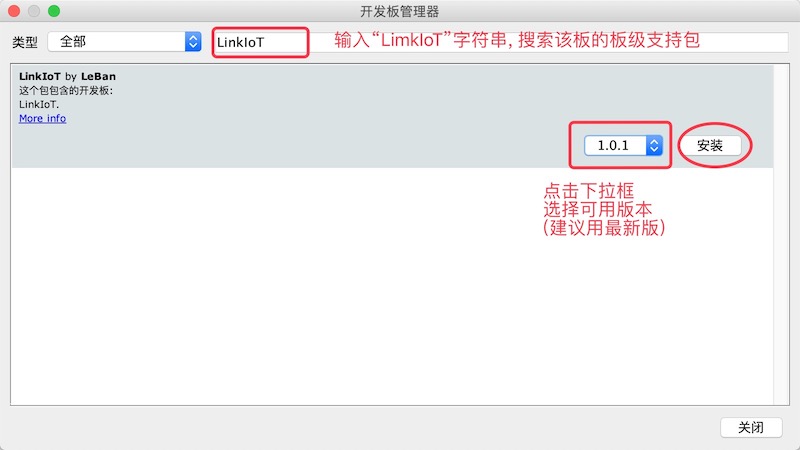 开发板管理器
类型 全部 LinkIoT 输入“LimkIoT”字符串, 搜索该板的板级支持包
LinkIoT by LeBan
这个包包含的开发板:
LinkIoT.
More info
1.0.1 安装
点击下拉框
选择可用版本
(建议用最新版)
关闭